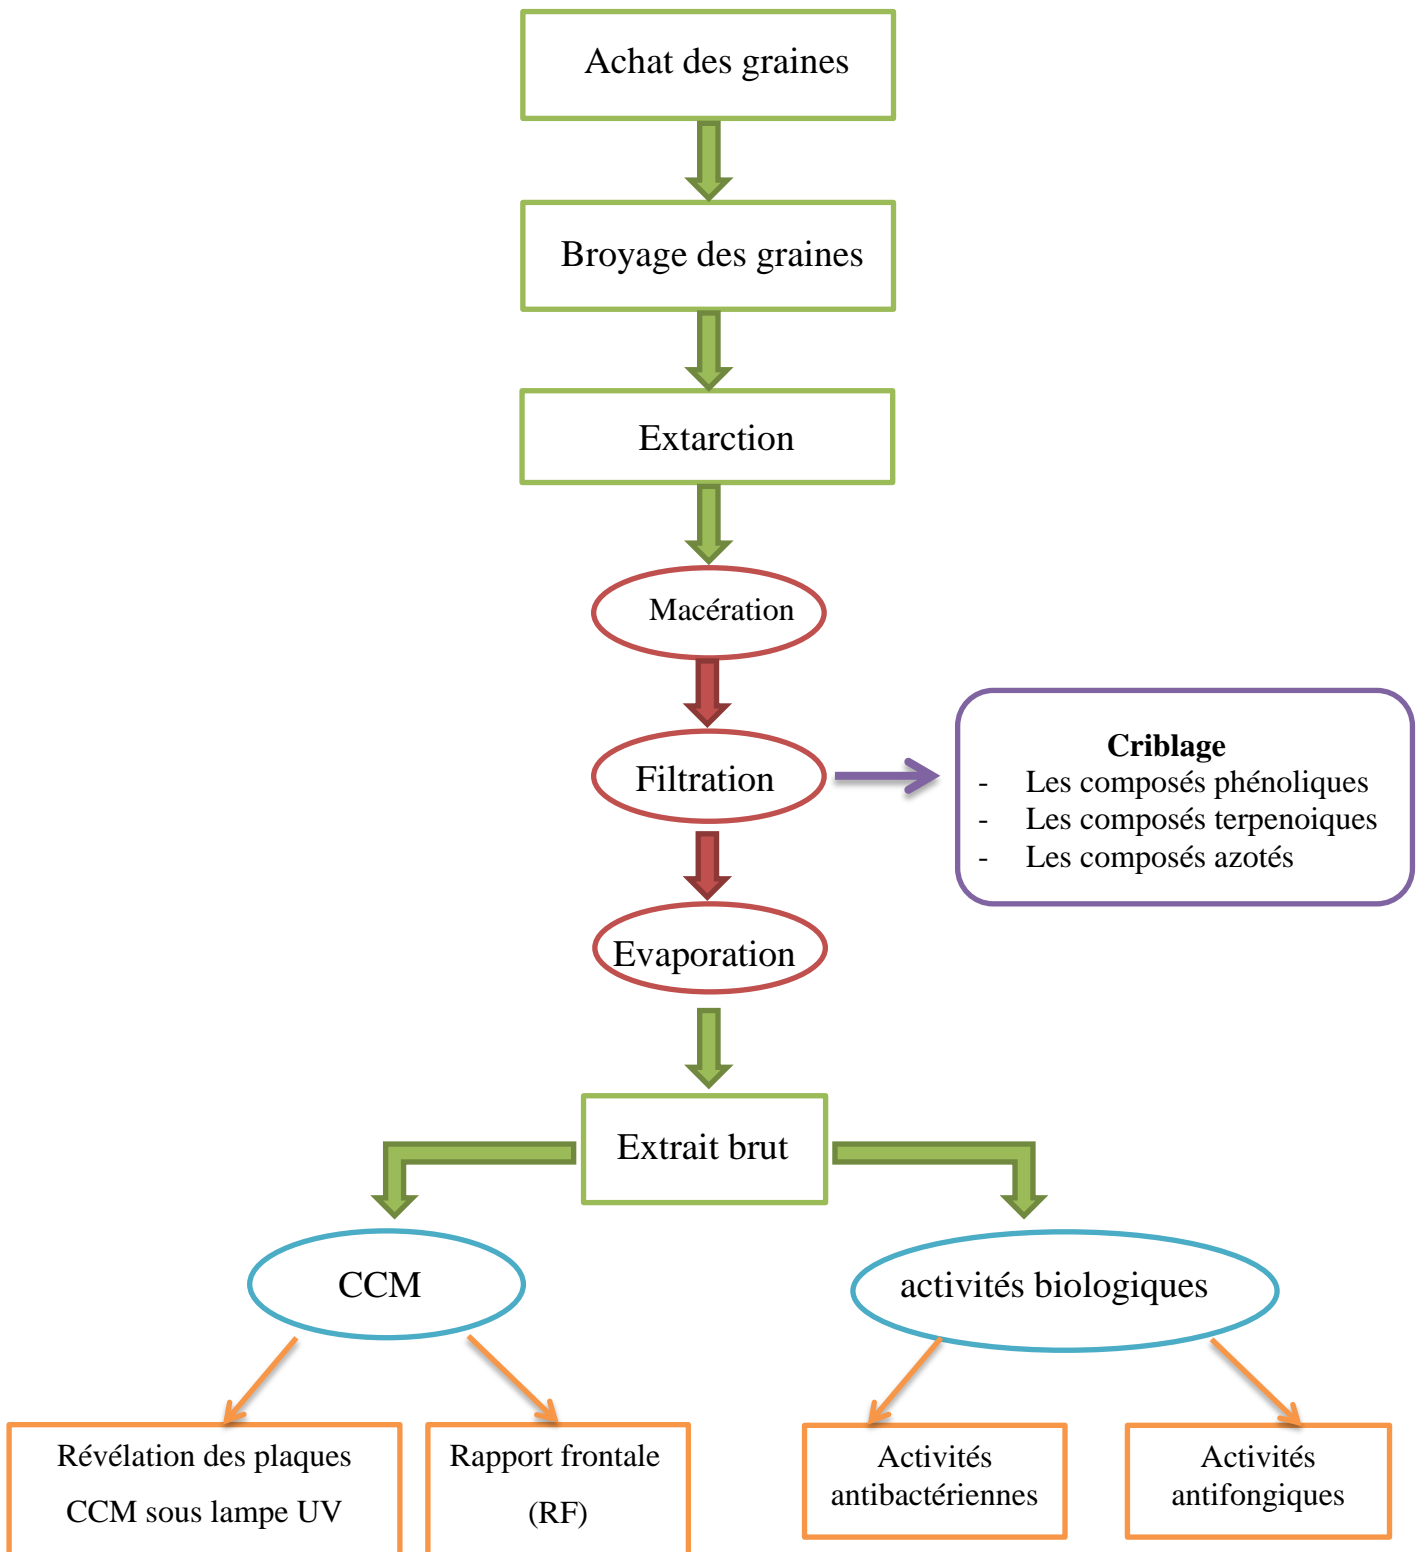 Achat des graines
Broyage des graines
Extarction
Macération
Filtration
Criblage
- Les composés phénoliques
- Les composés terpenoiques
- Les composés azotés
Evaporation
Extrait brut
CCM
activités biologiques
Révélation des plaques
CCM sous lampe UV
Rapport frontale
(RF)
Activités
antibactériennes
Activités
antifongiques